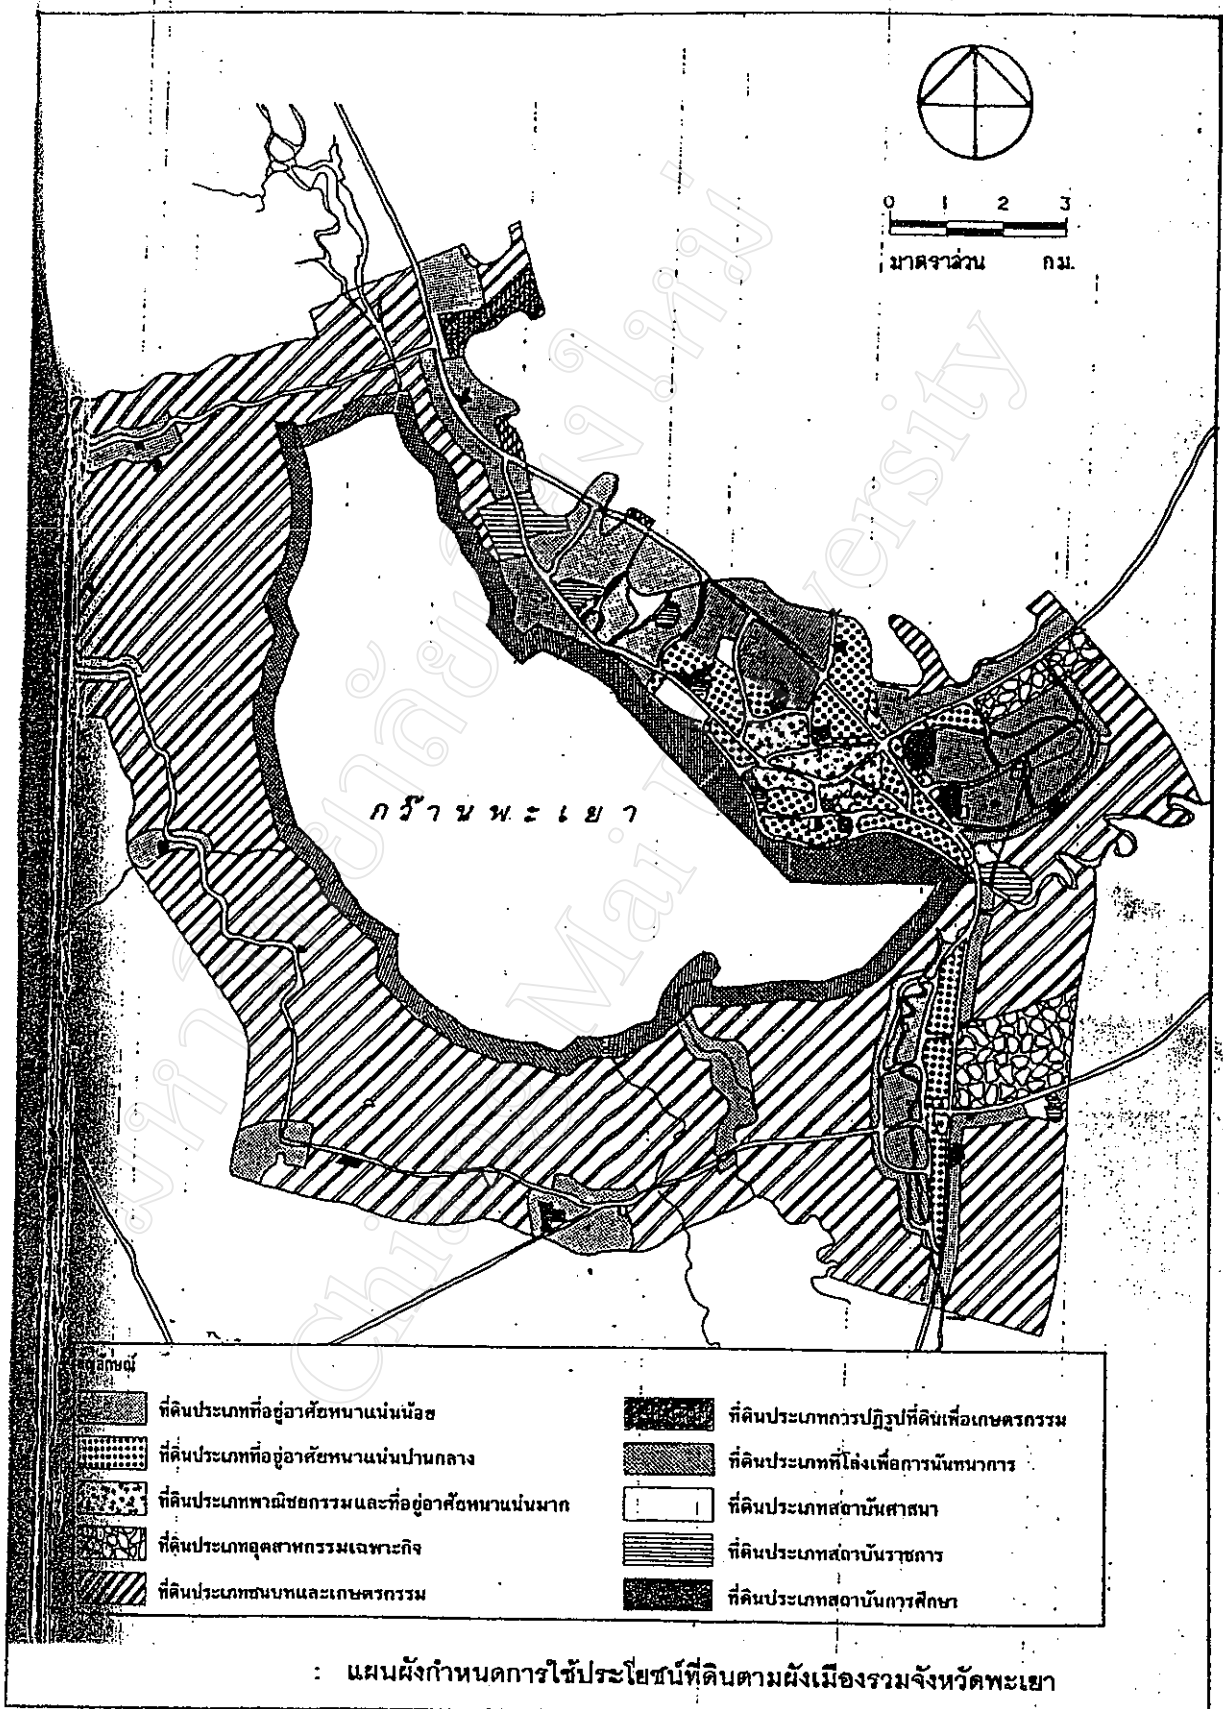 0 1 2 3
มาตราส่วน กม.
กว๊านพะเยา
ที่ดินประเภทที่อยู่อาศัยหนาแน่นน้อย
ที่ดินประเภทที่อยู่อาศัยหนาแน่นปานกลาง
ที่ดินประเภทพาณิชยกรรมและที่อยู่อาศัยหนาแน่นมาก
ที่ดินประเภทอุตสาหกรรมเฉพาะกิจ
ที่ดินประเภทชนบทและเกษตรกรรม
ที่ดินประเภทการปฏิรูปที่ดินเพื่อเกษตรกรรม
ที่ดินประเภทที่โล่งเพื่อการนันทนาการ
ที่ดินประเภทสถาบันศาสนา
ที่ดินประเภทสถาบันราชการ
ที่ดินประเภทสถาบันการศึกษา
: แผนผังกำหนดการใช้ประโยชน์ที่ดินตามผังเมืองรวมจังหวัดพะเยา
Chiang Mai University